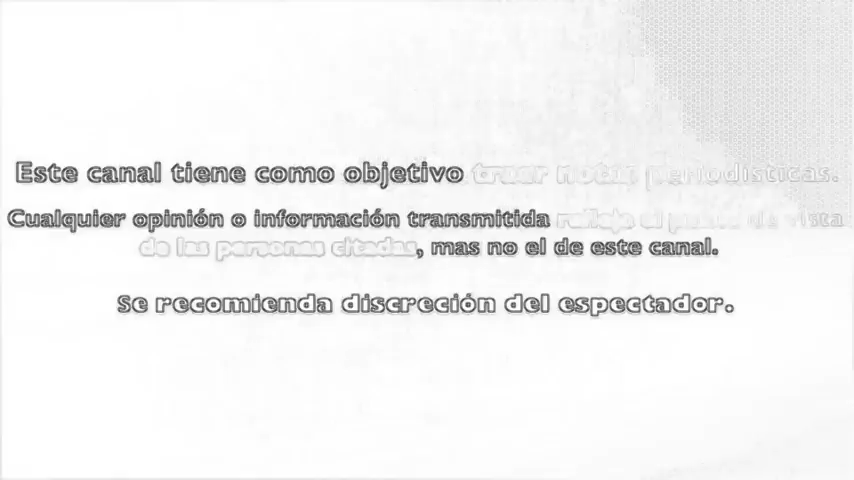 Este canal tiene como objetivo traer notas periodísticas.
Cualquier opinión o información transmitida refleja el punto de vista
de las personas citadas, mas no el de este canal.
Se recomienda discreción del espectador.